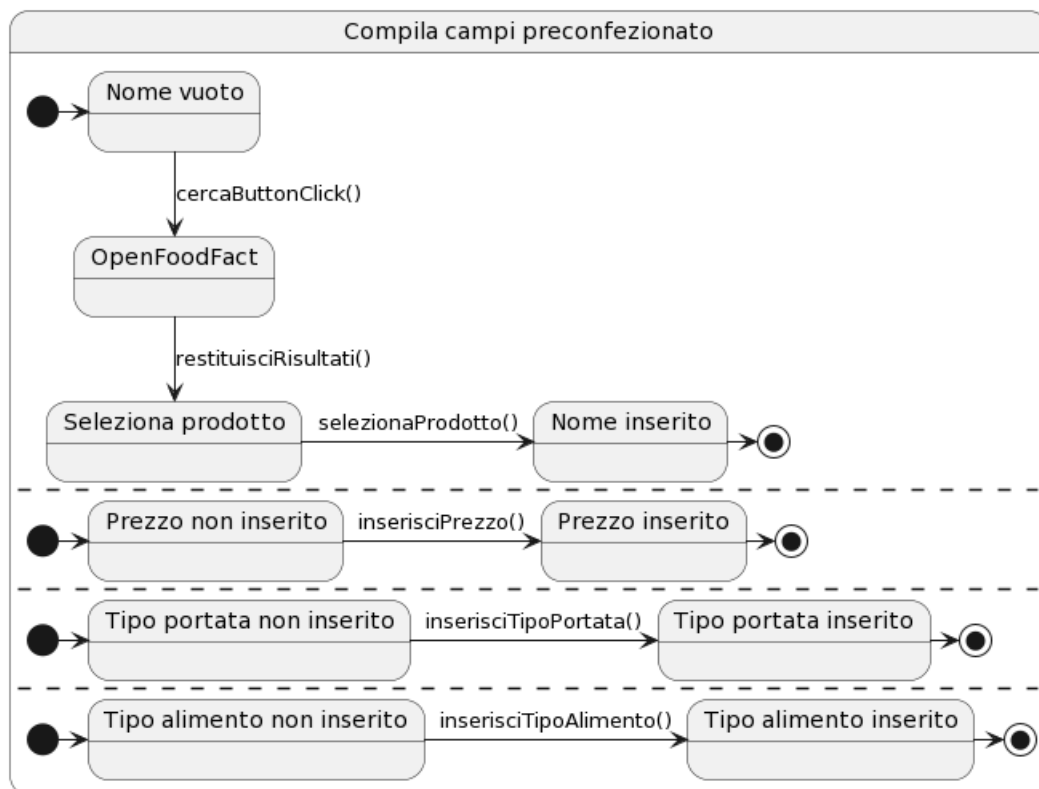 Compila campi preconfezionato
Nome vuoto
cercaButtonClick()
OpenFoodFact
restituisciRisultati()
Seleziona prodotto
selezionaProdotto()
Nome inserito
Prezzo non inserito
inserisciPrezzo()
Prezzo inserito
Tipo portata non inserito
inserisciTipoPortata()
Tipo portata inserito
Tipo alimento non inserito
inserisciTipoAlimento()
Tipo alimento inserito